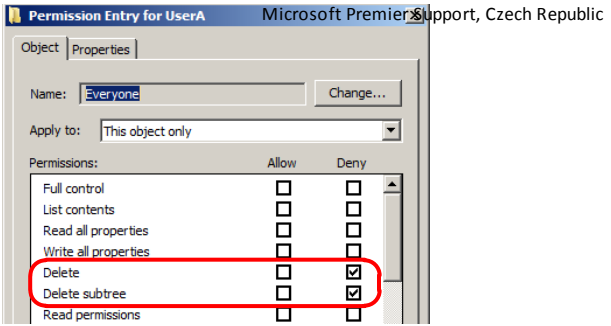 Permission Entry for UserA
Microsoft Premier Support, Czech Republic
Object Properties
Name: Everyone Change...
Apply to: This object only
Permissions: Allow Deny
Full control
List contents
Read all properties
Write all properties
Delete
Delete subtree
Read permissions